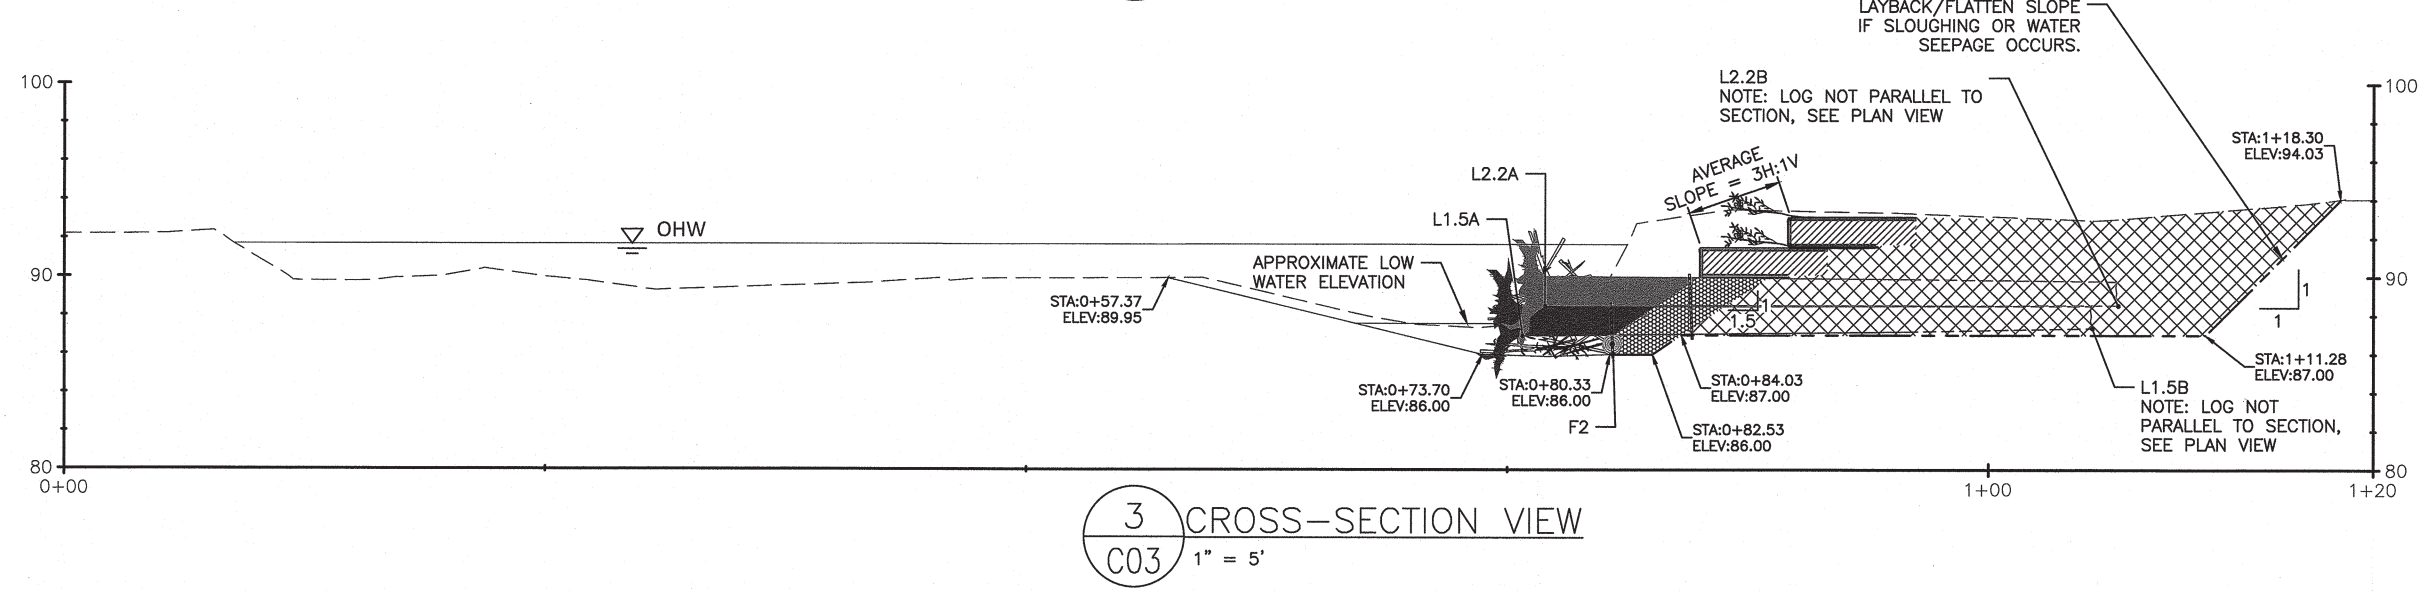 LAYBACK/FLATTEN SLOPE
IF SLOUGHING OR WATER
SEEPAGE OCCURS.
100
100
L2.2B
NOTE: LOG NOT PARALLEL TO
SECTION, SEE PLAN VIEW
STA:1+18.30
ELEV:94.03
AVERAGE
SLOPE = 3H:1V
L2.2A
L1.5A
OHW
APPROXIMATE LOW
WATER ELEVATION
90
90
STA:0+57.37
ELEV:89.95
1
1.5
1
1
STA:1+11.28
ELEV:87.00
STA:0+73.70
ELEV:86.00
STA:0+80.33
ELEV:86.00
STA:0+84.03
ELEV:87.00
F2
STA:0+82.53
ELEV:86.00
L1.5B
NOTE: LOG NOT
PARALLEL TO SECTION,
SEE PLAN VIEW
80
80
0+00
1+00
1+20
3
C03
CROSS-SECTION VIEW
1" = 5'